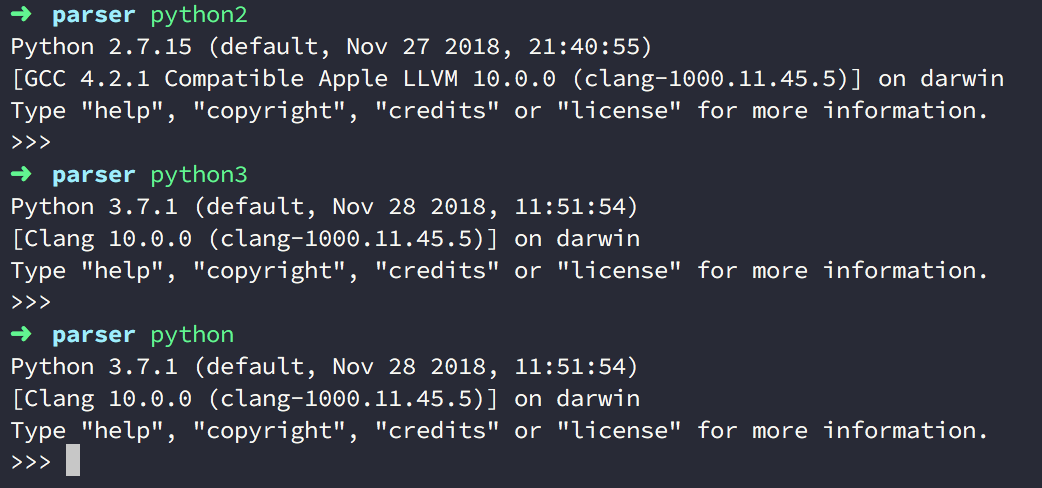 ➜ parser python2
Python 2.7.15 (default, Nov 27 2018, 21:40:55)
[GCC 4.2.1 Compatible Apple LLVM 10.0.0 (clang-1000.11.45.5)] on darwin
Type "help", "copyright", "credits" or "license" for more information.
>>>
➜ parser python3
Python 3.7.1 (default, Nov 28 2018, 11:51:54)
[Clang 10.0.0 (clang-1000.11.45.5)] on darwin
Type "help", "copyright", "credits" or "license" for more information.
>>>
➜ parser python
Python 3.7.1 (default, Nov 28 2018, 11:51:54)
[Clang 10.0.0 (clang-1000.11.45.5)] on darwin
Type "help", "copyright", "credits" or "license" for more information.
>>>